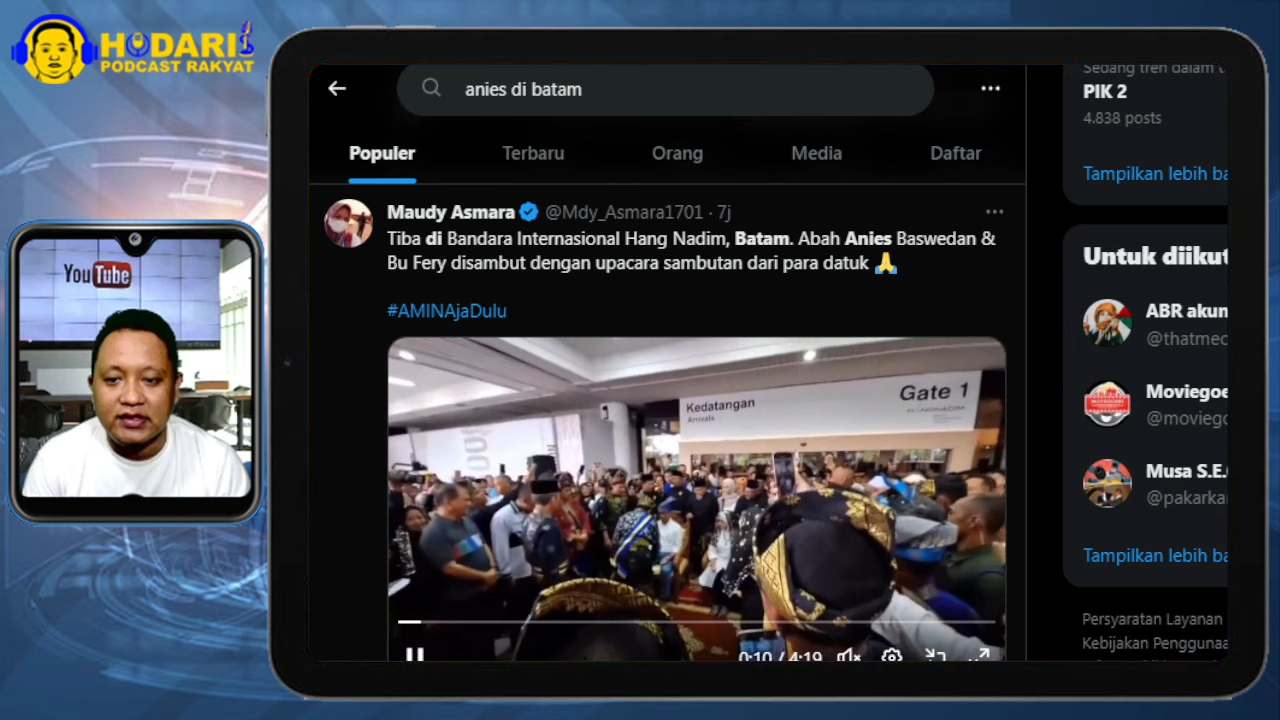 HODARI
PODCAST RAKYAT
YouTube
anies di batam
Populer
Terbaru
Orang
Media
Daftar
Maudy Asmara @Mdy_Asmara1701 · 7j
Tiba di Bandara Internasional Hang Nadim, Batam. Abah Anies Baswedan &
Bu Fery disambut dengan upacara sambutan dari para datuk 🙏
#AMINAjaDulu
Kedatangan
Arrivals
Gate 1
0:10 / 4:19
Sedang tren dalam
PIK 2
4.838 posts
Tampilkan lebih ba
Untuk diikut
ABR akun
@thatmec
Moviegoe
@moviego
Musa S.E.
@pakarka
Tampilkan lebih ba
Persyaratan Layanan
Kebijakan Pengguna